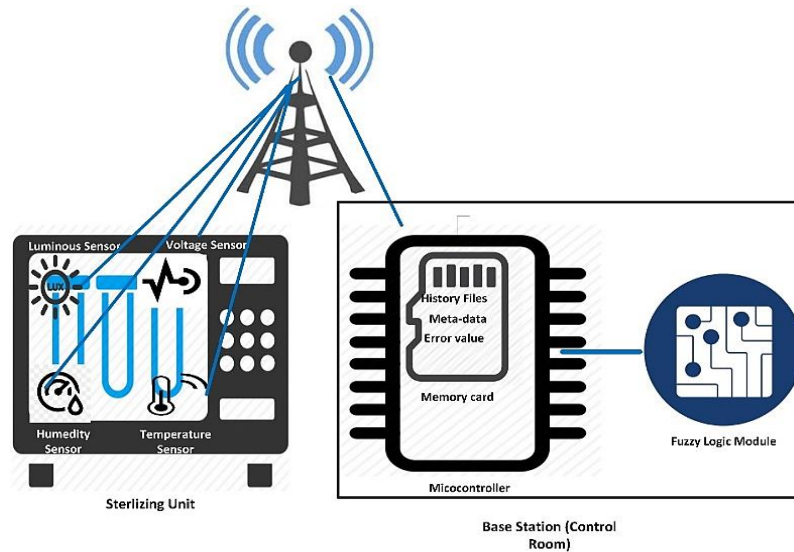 Luminous Sensor
Voltage Sensor
LUX
Humidity
Sensor
Temperature
Sensor
Sterlizing Unit
History Files
Meta-data
Error value
Memory card
Micocontroller
Fuzzy Logic Module
Base Station (Control
Room)